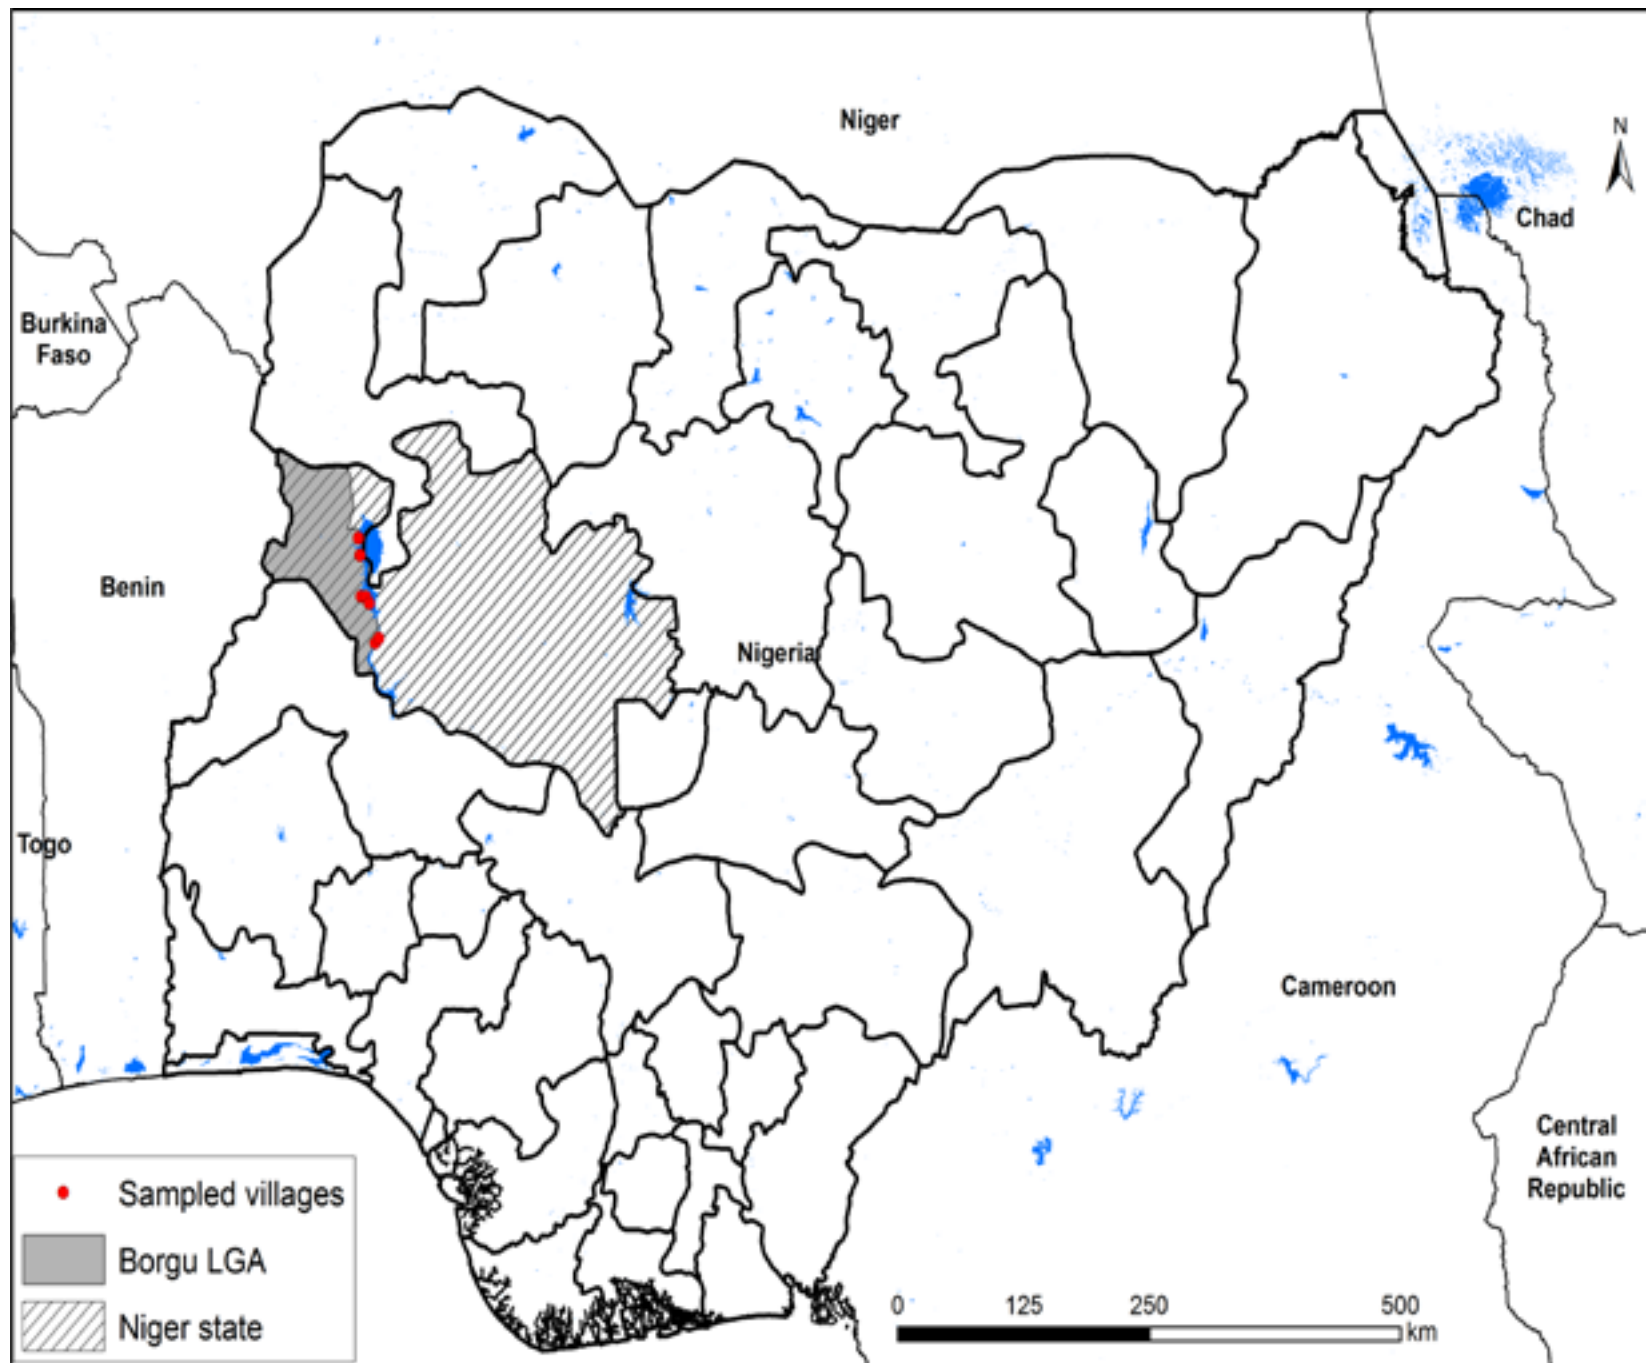 Niger
N
Chad
Burkina
Faso
Benin
Nigeria
Togo
Cameroon
Central
African
Republic
Sampled villages
Borgu LGA
Niger state
0 125 250 500
km